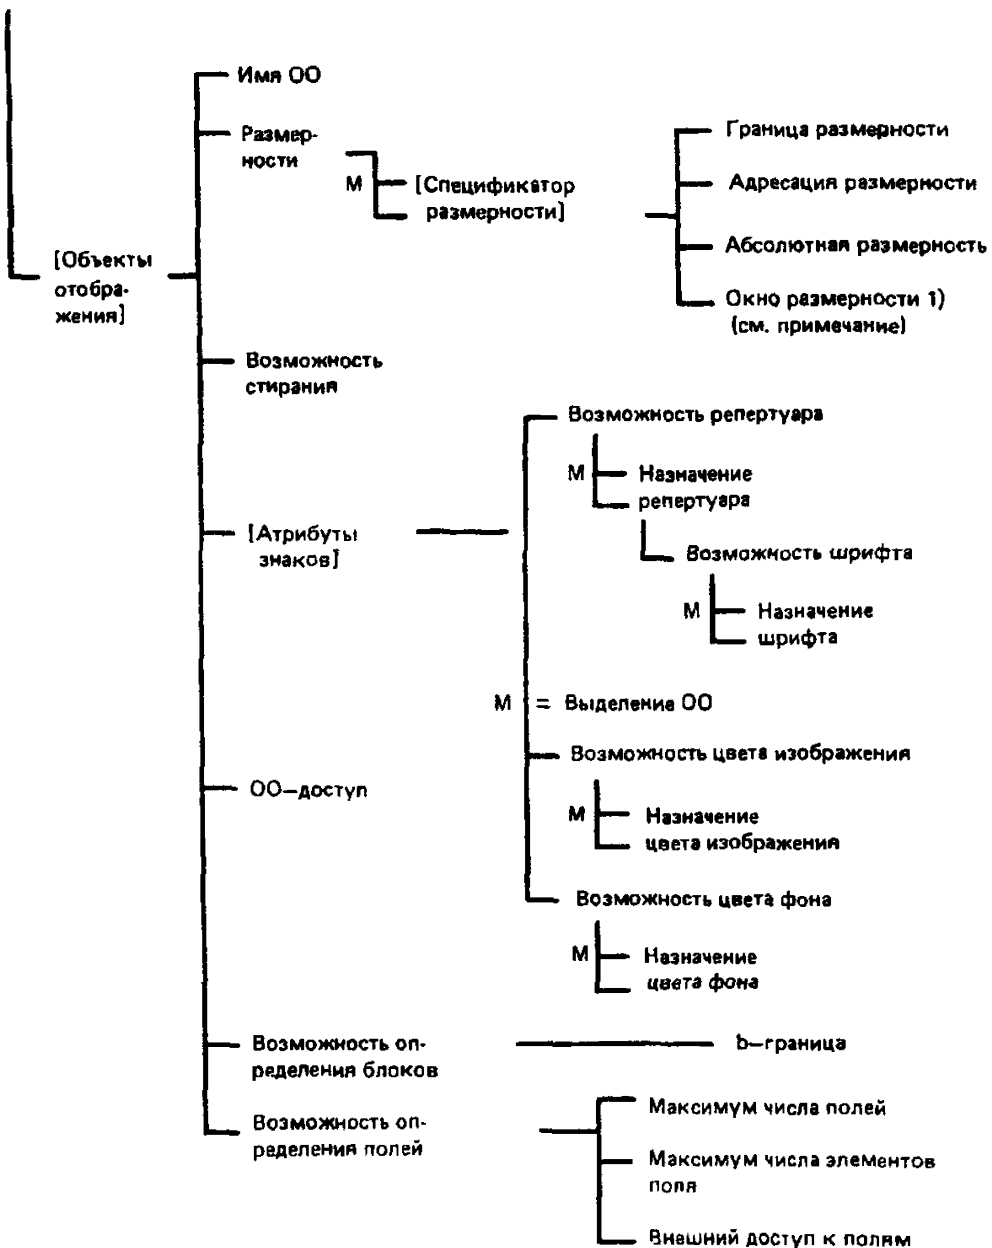 Имя ОО
Размер-
ности
М
[Спецификатор
размерности]
Граница размерности
Адресация размерности
Абсолютная размерность
Окно размерности 1)
(см. примечание)
[Объекты
отобра-
жения]
Возможность
стирания
[Атрибуты
знаков]
Возможность репертуара
М
Назначение
репертуара
Возможность шрифта
М
Назначение
шрифта
М = Выделение ОО
Возможность цвета изображения
М
Назначение
цвета изображения
Возможность цвета фона
М
Назначение
цвета фона
ОО—доступ
Возможность оп-
ределения блоков
b—граница
Возможность оп-
ределения полей
Максимум числа полей
Максимум числа элементов
поля
Внешний доступ к полям